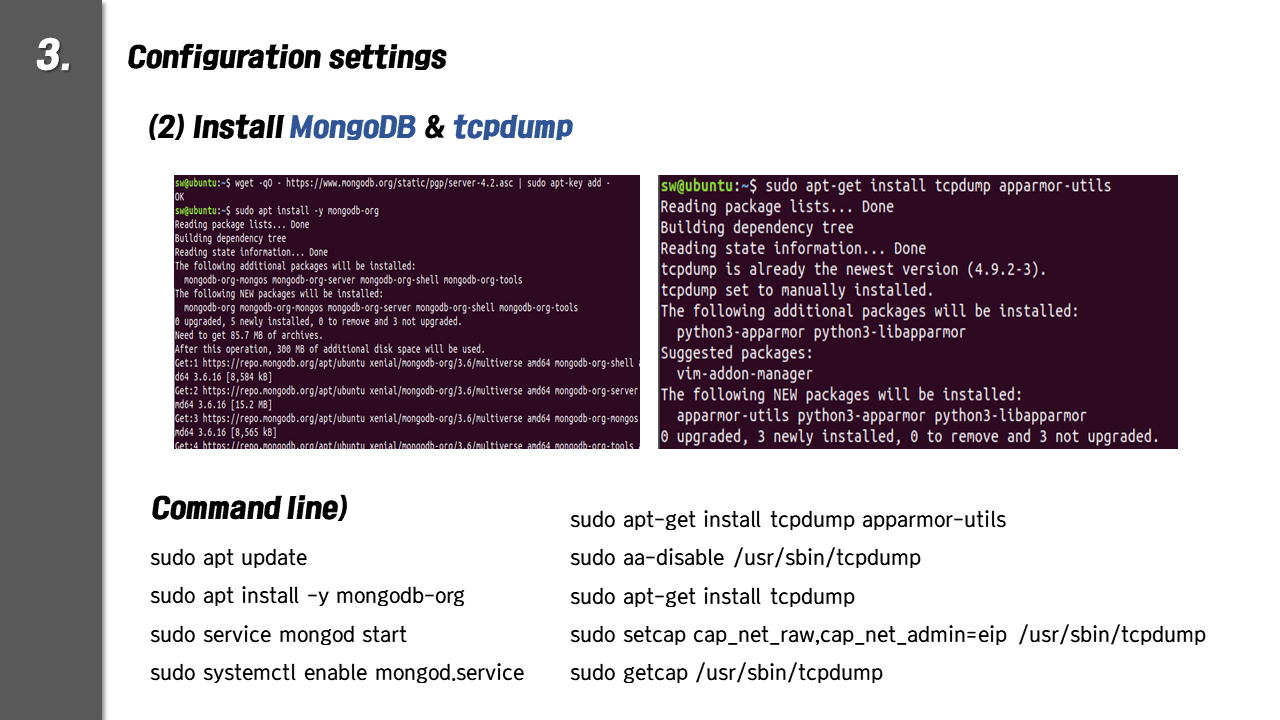 3.
Configuration settings
(2) Install MongoDB & tcpdump
sw@ubuntu:~$ wget -qO - https://www.mongodb.org/static/pgp/server-4.2.asc | sudo apt-key add -
OK
sw@ubuntu:~$ sudo apt install -y mongodb-org
Reading package lists... Done
Building dependency tree
Reading state information... Done
The following additional packages will be installed:
mongodb-org-mongos mongodb-org-server mongodb-org-shell mongodb-org-tools
The following NEW packages will be installed:
mongodb-org mongodb-org-mongos mongodb-org-server mongodb-org-shell mongodb-org-tools
0 upgraded, 5 newly installed, 0 to remove and 3 not upgraded.
Need to get 85.7 MB of archives.
After this operation, 300 MB of additional disk space will be used.
Get:1 https://repo.mongodb.org/apt/ubuntu xenial/mongodb-org/3.6/multiverse amd64 mongodb-org-shell a
d64 3.6.16 [8,584 kB]
Get:2 https://repo.mongodb.org/apt/ubuntu xenial/mongodb-org/3.6/multiverse amd64 mongodb-org-server
md64 3.6.16 [15.2 MB]
Get:3 https://repo.mongodb.org/apt/ubuntu xenial/mongodb-org/3.6/multiverse amd64 mongodb-org-mongos
md64 3.6.16 [8,565 kB]
Get:4 https://repo.mongodb.org/apt/ubuntu xenial/mongodb-org/3.6/multiverse amd64 mongodb-org-tools a
sw@ubuntu:~$ sudo apt-get install tcpdump apparmor-utils
Reading package lists... Done
Building dependency tree
Reading state information... Done
tcpdump is already the newest version (4.9.2-3).
tcpdump set to manually installed.
The following additional packages will be installed:
python3-apparmor python3-libapparmor
Suggested packages:
vim-addon-manager
The following NEW packages will be installed:
apparmor-utils python3-apparmor python3-libapparmor
0 upgraded, 3 newly installed, 0 to remove and 3 not upgraded.
Command line)
sudo apt update
sudo apt install -y mongodb-org
sudo service mongod start
sudo systemctl enable mongod.service
sudo apt-get install tcpdump apparmor-utils
sudo aa-disable /usr/sbin/tcpdump
sudo apt-get install tcpdump
sudo setcap cap_net_raw,cap_net_admin=eip /usr/sbin/tcpdump
sudo getcap /usr/sbin/tcpdump